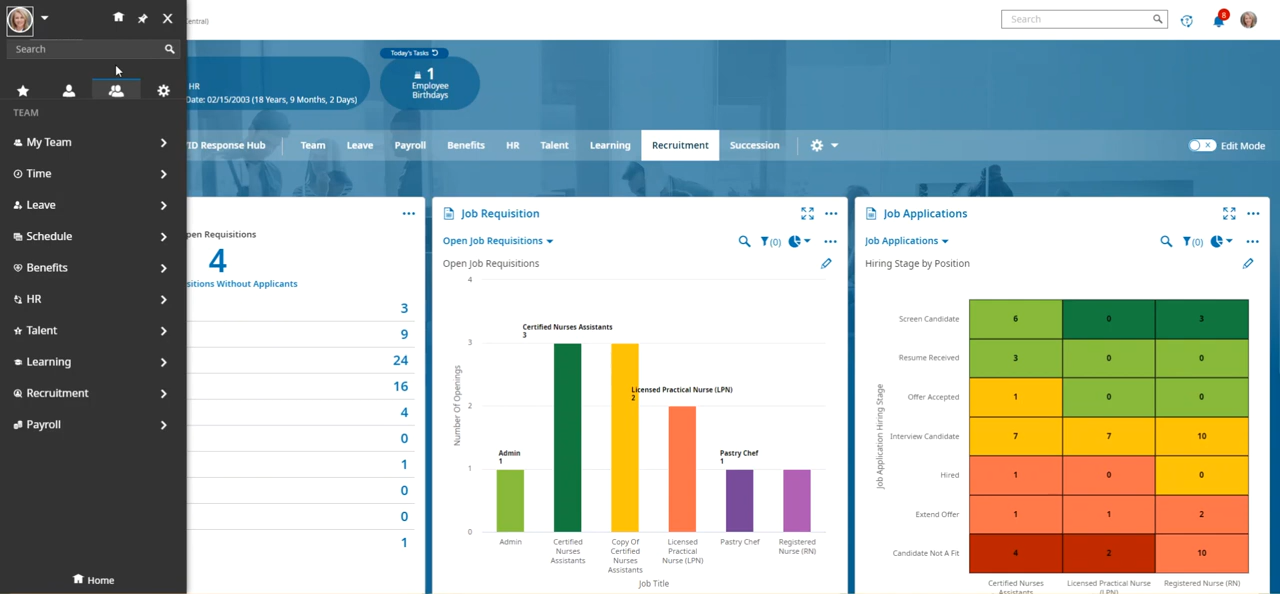 Search
TEAM
My Team
Time
Leave
Schedule
Benefits
HR
Talent
Learning
Recruitment
Payroll
Home
entral)
Search
8
HR
Date: 02/15/2003 (18 Years, 9 Months, 2 Days)
Today's Tasks
1
Employee
Birthdays
ID Response Hub
Team
Leave
Payroll
Benefits
HR
Talent
Learning
Recruitment
Succession
Edit Mode
pen Requisitions
4
sitions Without Applicants
3
9
24
16
4
0
1
0
0
1
Job Requisition
Open Job Requisitions
(0)
Open Job Requisitions
4
3
2
1
0
Number Of Openings
Admin
1
Certified Nurses Assistants
3
Licensed Practical Nurse (LPN)
2
Pastry Chef
1
Admin
Certified
Nurses
Assistants
Copy Of
Certified
Nurses
Assistants
Licensed
Practical
Nurse (LPN)
Pastry Chef
Registered
Nurse (RN)
Job Title
Job Applications
Job Applications
(0)
Hiring Stage by Position
Job Application Hiring Stage
Screen Candidate 6 0 3
Resume Received 3 0 0
Offer Accepted 1 0 0
Interview Candidate 7 7 10
Hired 1 0 0
Extend Offer 1 1 2
Candidate Not A Fit 4 2 10
Certified Nurses
Assistants
Licensed Practical Nurse
(LPN)
Registered Nurse (RN)